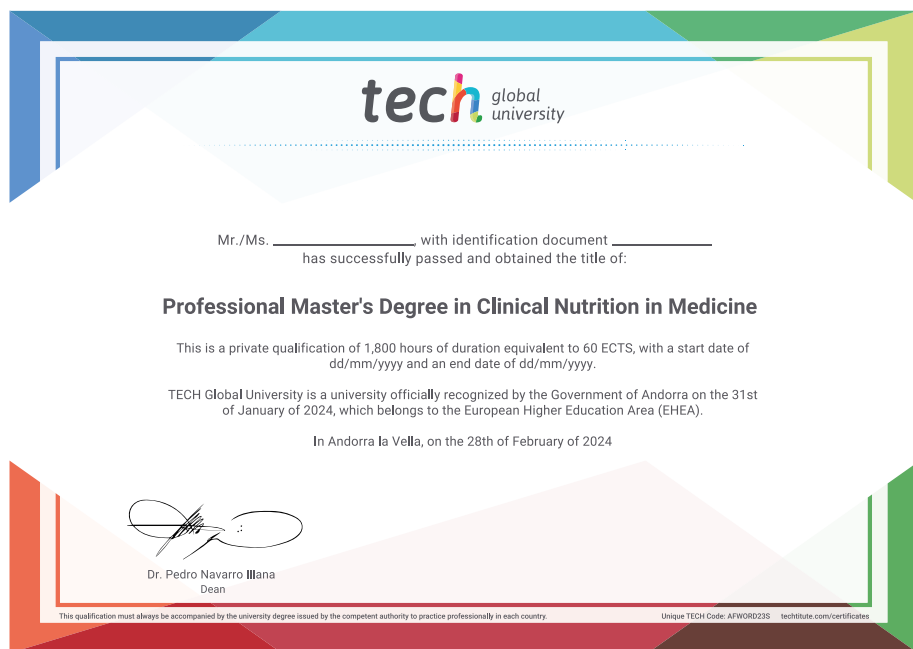 tech global university
Mr./Ms. ____________, with identification document ____________
has successfully passed and obtained the title of:
Professional Master's Degree in Clinical Nutrition in Medicine
This is a private qualification of 1,800 hours of duration equivalent to 60 ECTS, with a start date of
dd/mm/yyyy and an end date of dd/mm/yyyy.
TECH Global University is a university officially recognized by the Government of Andorra on the 31st
of January of 2024, which belongs to the European Higher Education Area (EHEA).
In Andorra la Vella, on the 28th of February of 2024
Dr. Pedro Navarro Illana
Dean
This qualification must always be accompanied by the university degree issued by the competent authority to practice professionally in each country.
Unique TECH Code: AFWORD23S techtitute.com/certificates